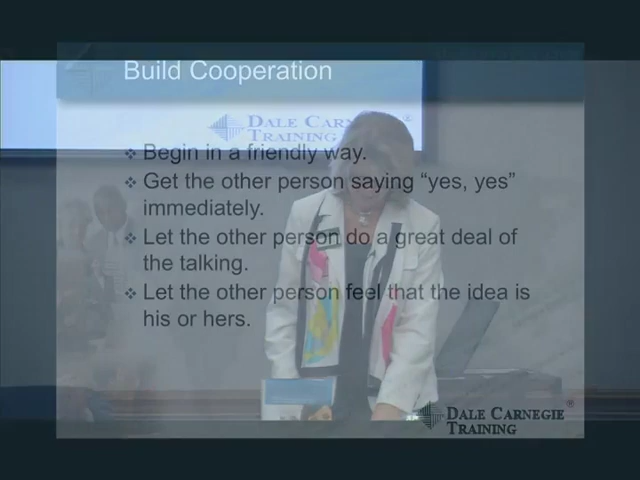 Build Cooperation
DALE CARNEGIE
TRAINING®
❖ Begin in a friendly way.
❖ Get the other person saying “yes, yes”
immediately.
❖ Let the other person do a great deal of
the talking.
❖ Let the other person feel that the idea is
his or hers.
DALE CARNEGIE®
TRAINING